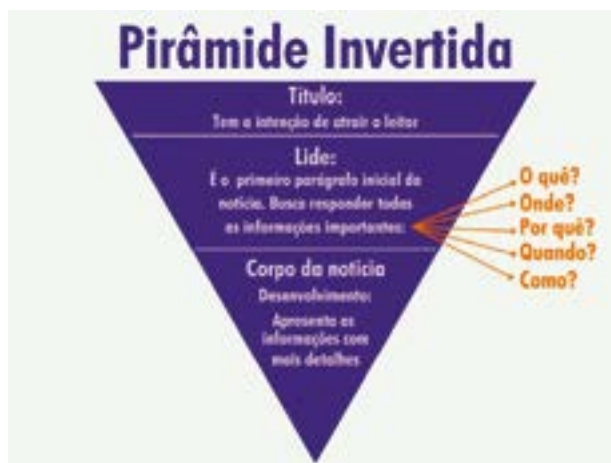 Pirâmide Invertida
Título:
Tem a intenção de atrair o leitor
Lide:
É o primeiro parágrafo inicial da
notícia. Busca responder todas
as informações importantes:
O quê?
Onde?
Por quê?
Quando?
Como?
Corpo da notícia
Desenvolvimento:
Apresenta as
informações com
mais detalhes